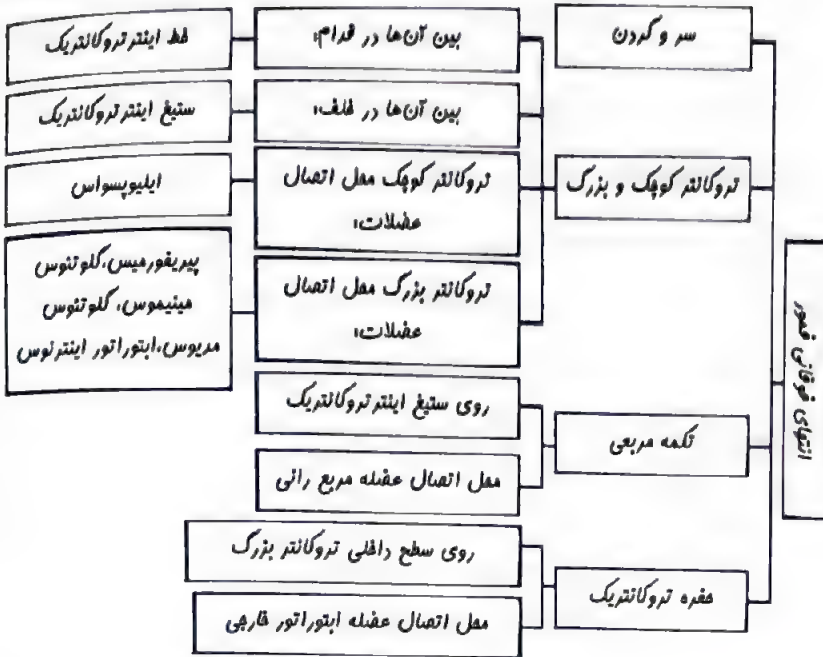 انتهای فوقانی فمور
سر و گردن
تروکانتر کوچک و بزرگ
بین آن‌ها در قدام:
خط اینترتروکانتریک
بین آن‌ها در خلف:
ستیغ اینترتروکانتریک
تروکانتر کوچک محل اتصال
عضلات:
ایلیوپسواس
تروکانتر بزرگ محل اتصال
عضلات:
پیریفورمیس، گلوتئوس
مینیموس، گلوتئوس
مدیوس، ابتوراتور اینترنوس
تکمه مربعی
روی ستیغ اینترتروکانتریک
محل اتصال عضله مربع رانی
حفره تروکانتریک
روی سطح داخلی تروکانتر بزرگ
محل اتصال عضله ابتوراتور خارجی